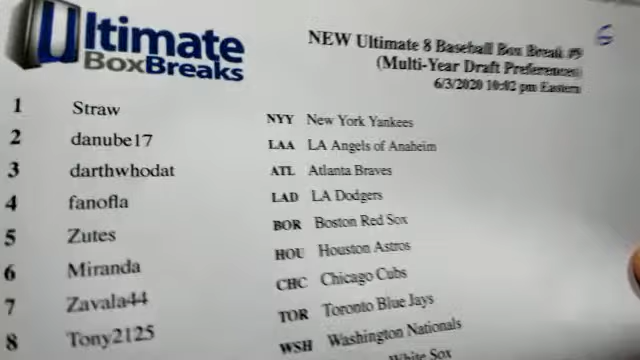 Ultimate
BoxBreaks
NEW Ultimate 8 Baseball Box Break #9
(Multi-Year Draft Preferences)
6/3/2020 10:02 pm Eastern
6
1 Straw NYY New York Yankees
2 danube17 LAA LA Angels of Anaheim
3 darthwhodat ATL Atlanta Braves
4 fanofla LAD LA Dodgers
5 Zutes BOR Boston Red Sox
6 Miranda HOU Houston Astros
7 Zavala44 CHC Chicago Cubs
8 Tony2125 TOR Toronto Blue Jays
WSH Washington Nationals
White Sox